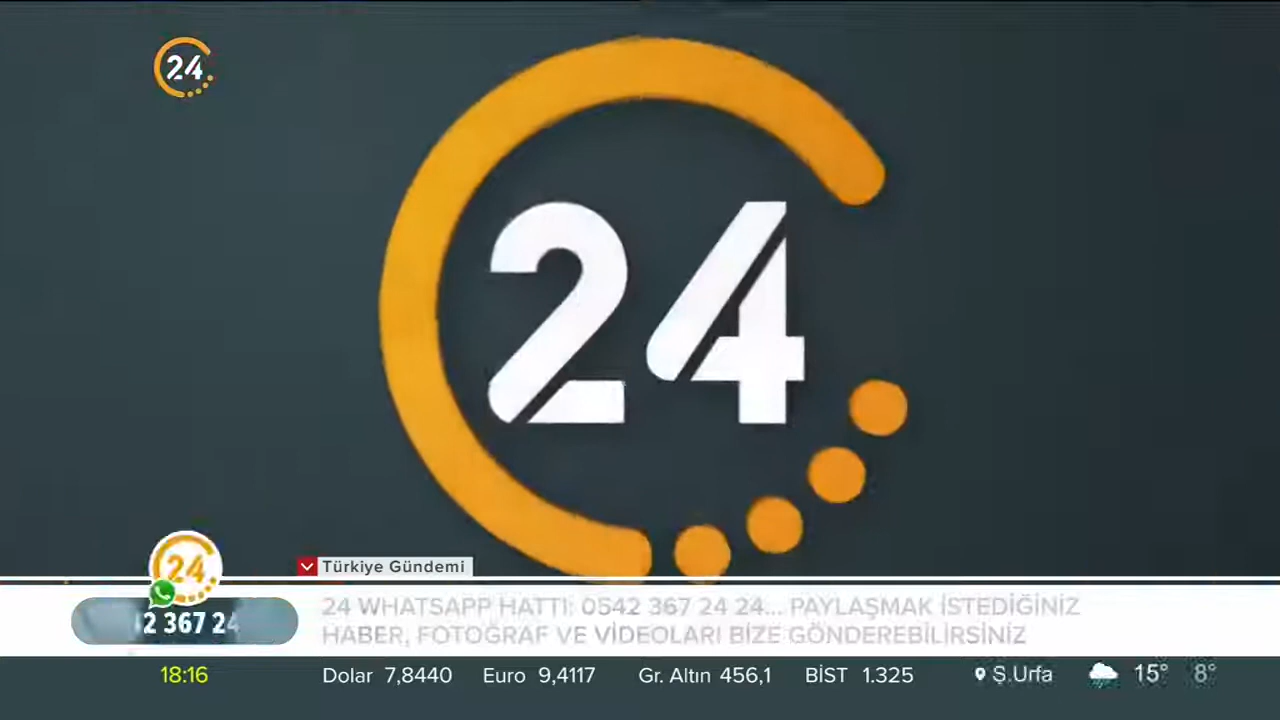 24
24
24
Türkiye Gündemi
2 367 24
24 WHATSAPP HATTI: 0542 367 24 24... PAYLAŞMAK İSTEDİĞİNİZ
HABER, FOTOĞRAF VE VİDEOLARI BİZE GÖNDEREBİLİRSİNİZ
18:16 Dolar 7,8440 Euro 9,4117 Gr. Altın 456,1 BİST 1.325 Ş.Urfa 15° 8°